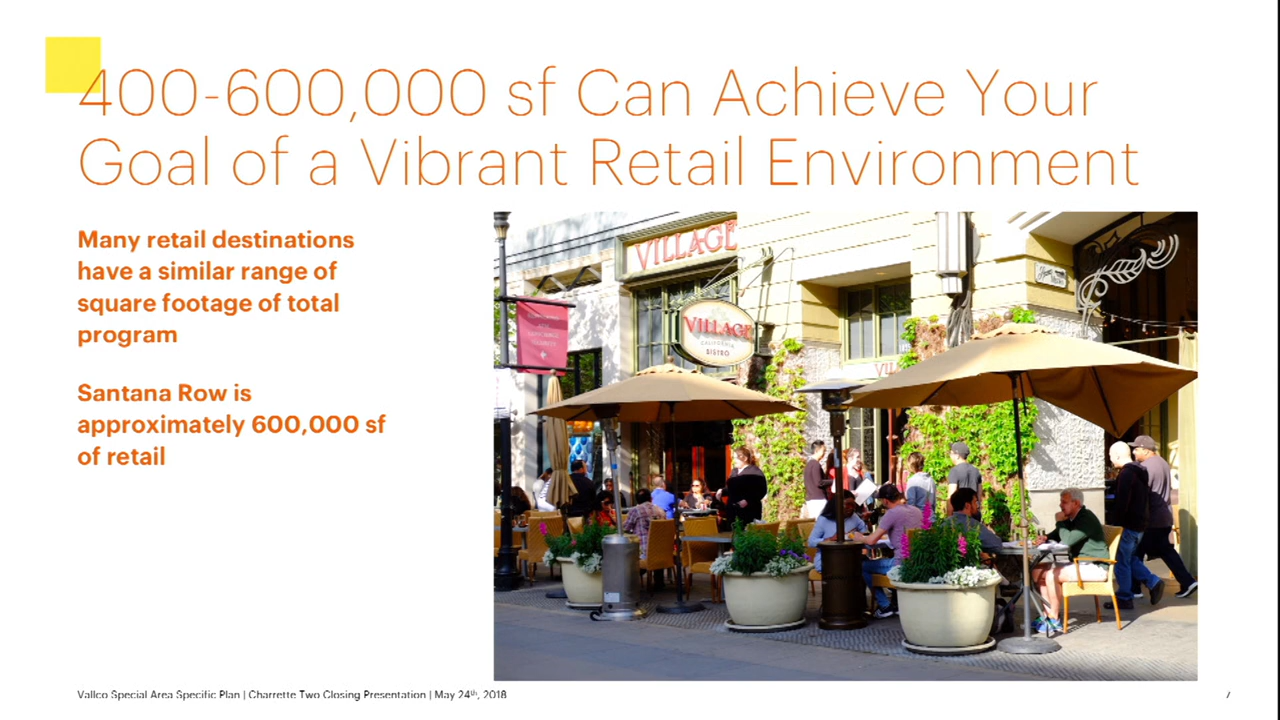 400-600,000 sf Can Achieve Your
Goal of a Vibrant Retail Environment
Many retail destinations
have a similar range of
square footage of total
program
Santana Row is
approximately 600,000 sf
of retail
VILLAGE
VILLAGE
CALIFORNIA
BISTRO
Vallco Special Area Specific Plan | Charrette Two Closing Presentation | May 24th, 2018
7